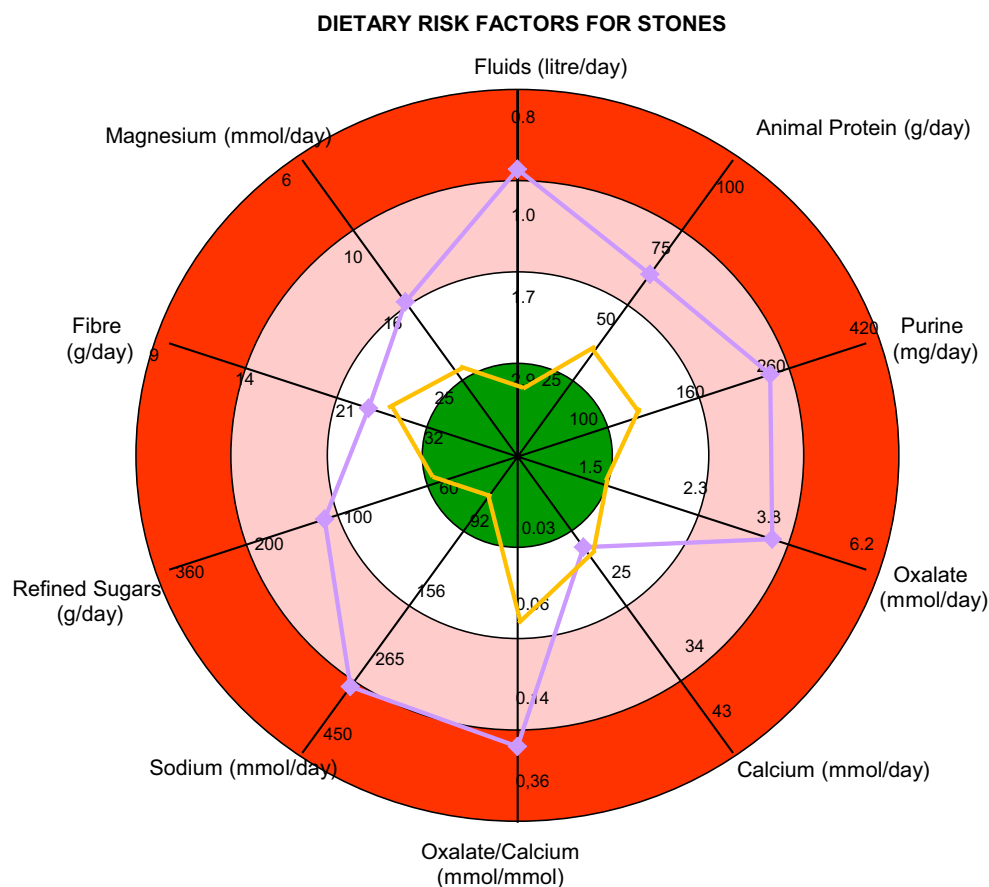 DIETARY RISK FACTORS FOR STONES
Fluids (litre/day)
0.8
1.0
1.7
2.9
Animal Protein (g/day)
100
75
50
25
Purine
(mg/day)
420
260
160
100
Oxalate
(mmol/day)
6.2
3.8
2.3
1.5
Calcium (mmol/day)
43
34
25
Oxalate/Calcium
(mmol/mmol)
0,36
0.14
0.06
0.03
Sodium (mmol/day)
450
265
156
92
Refined Sugars
(g/day)
360
200
100
60
Fibre
(g/day)
9
14
21
32
Magnesium (mmol/day)
6
10
16
25